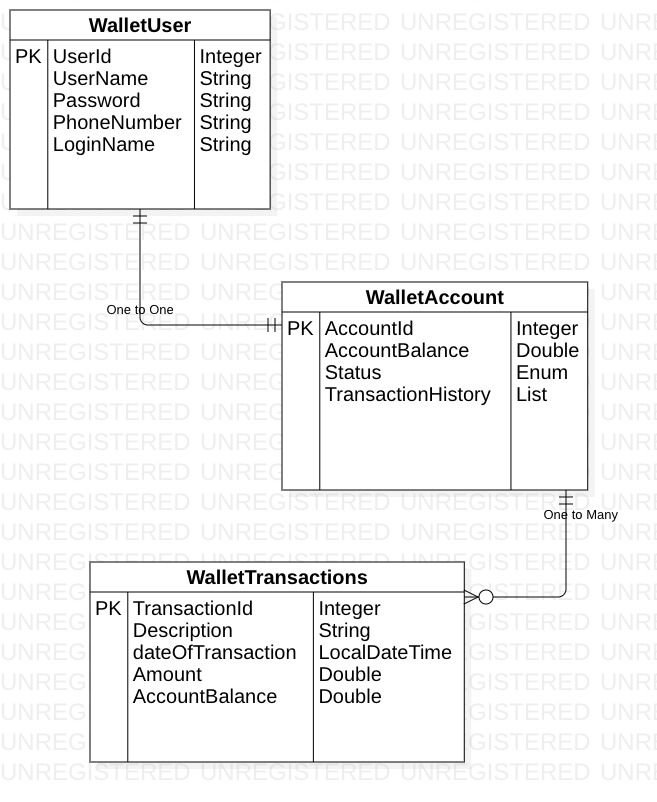 WalletUser
PK UserId Integer
UserName String
Password String
PhoneNumber String
LoginName String
One to One
WalletAccount
PK AccountId Integer
AccountBalance Double
Status Enum
TransactionHistory List
One to Many
WalletTransactions
PK TransactionId Integer
Description String
dateOfTransaction LocalDateTime
Amount Double
AccountBalance Double
UNREGISTERED